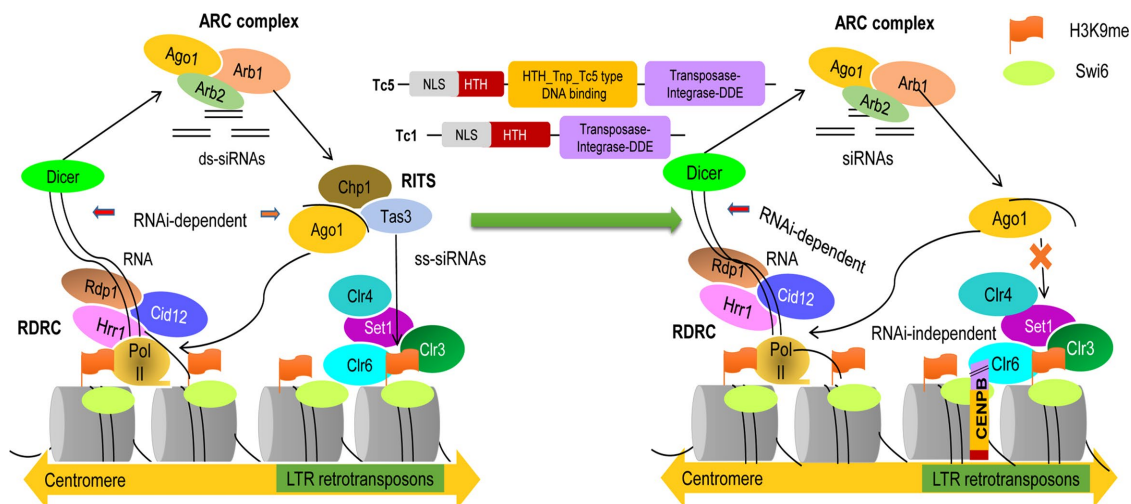 ARC complex
Ago1
Arb1
Arb2
ds-siRNAs
Dicer
Chp1
RITS
RNAi-dependent
Ago1
Tas3
RNA
ss-siRNAs
Rdp1
Cid12
Clr4
RDRC
Hrr1
Set1
Clr3
Pol
II
Clr6
Centromere
LTR retrotransposons
Tc5
NLS
HTH
HTH_Tnp_Tc5 type
DNA binding
Transposase-
Integrase-DDE
Tc1
NLS
HTH
Transposase-
Integrase-DDE
ARC complex
Ago1
Arb1
Arb2
siRNAs
H3K9me
Swi6
Dicer
Ago1
RNAi-dependent
RNA
Rdp1
Cid12
Clr4
RDRC
Hrr1
RNAi-independent
Set1
Clr3
Pol
II
Clr6
CENPB
Centromere
LTR retrotransposons